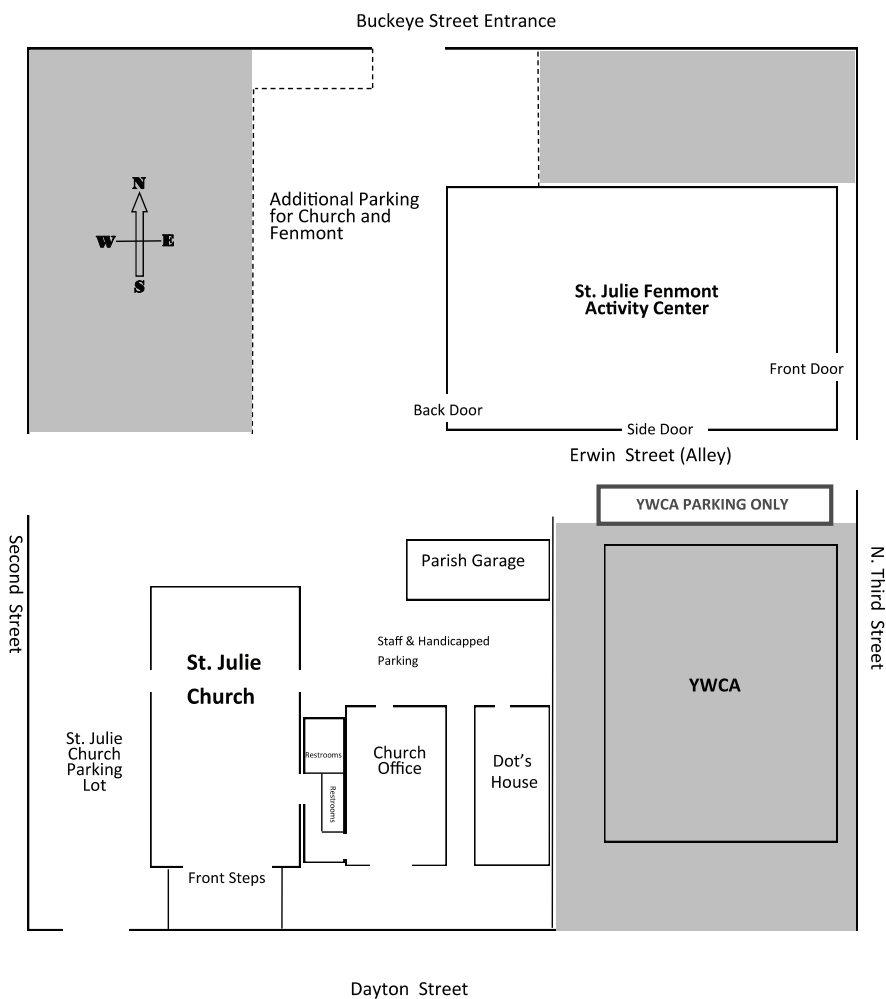 Buckeye Street Entrance
N
W E
S
Additional Parking
for Church and
Fenmont
St. Julie Fenmont
Activity Center
Front Door
Back Door
Side Door
Erwin Street (Alley)
YWCA PARKING ONLY
Second Street
N. Third Street
Parish Garage
Staff & Handicapped
Parking
St. Julie
Church
YWCA
St. Julie
Church
Parking
Lot
Restrooms
Restrooms
Church
Office
Dot's
House
Front Steps
Dayton Street